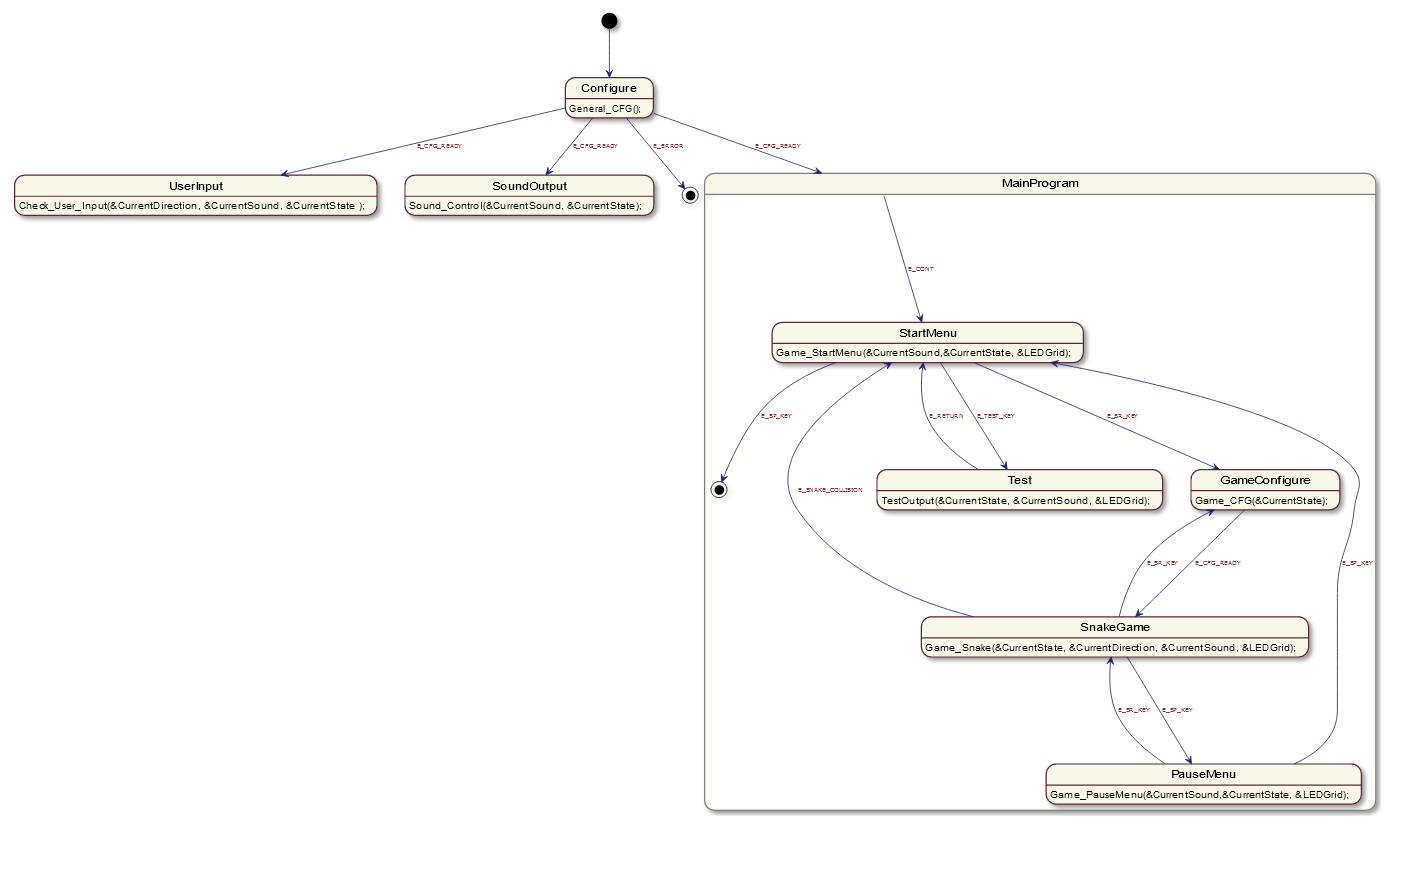 Configure
General_CFG();
E_CFG_READY
E_CFG_READY
E_ERROR
E_CFG_READY
UserInput
Check_User_Input(&CurrentDirection, &CurrentSound, &CurrentState );
SoundOutput
Sound_Control(&CurrentSound, &CurrentState);
MainProgram
E_CONT
StartMenu
Game_StartMenu(&CurrentSound,&CurrentState, &LEDGrid);
E_SP_KEY
E_RETURN
E_TEST_KEY
E_SR_KEY
Test
TestOutput(&CurrentState, &CurrentSound, &LEDGrid);
GameConfigure
Game_CFG(&CurrentState);
E_SNAKE_COLLISION
E_SR_KEY
E_CFG_READY
E_SP_KEY
SnakeGame
Game_Snake(&CurrentState, &CurrentDirection, &CurrentSound, &LEDGrid);
E_SR_KEY
E_SP_KEY
PauseMenu
Game_PauseMenu(&CurrentSound,&CurrentState, &LEDGrid);